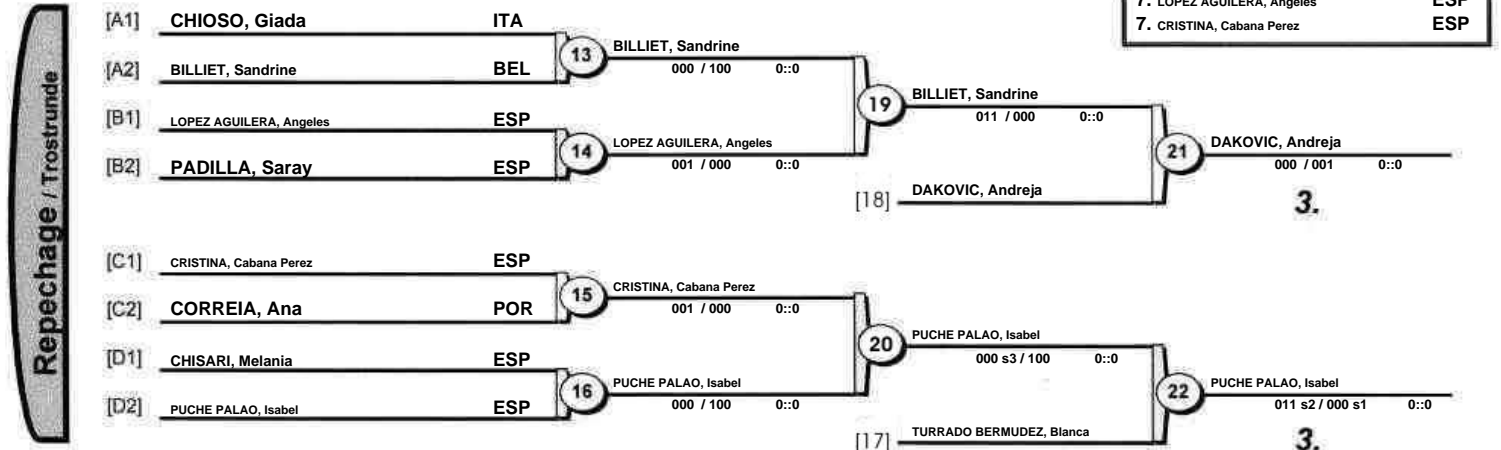 7. LOPEZ AGUILERA, Angeles ESP
7. CRISTINA, Cabana Perez ESP
Repechage / Trostrunde
[A1] CHIOSO, Giada ITA
[A2] BILLIET, Sandrine BEL
13 BILLIET, Sandrine
000 / 100 0::0
[B1] LOPEZ AGUILERA, Angeles ESP
[B2] PADILLA, Saray ESP
14 LOPEZ AGUILERA, Angeles
001 / 000 0::0
19 BILLIET, Sandrine
011 / 000 0::0
[18] DAKOVIC, Andreja
21 DAKOVIC, Andreja
000 / 001 0::0
3.
[C1] CRISTINA, Cabana Perez ESP
[C2] CORREIA, Ana POR
15 CRISTINA, Cabana Perez
001 / 000 0::0
[D1] CHISARI, Melania ESP
[D2] PUCHE PALAO, Isabel ESP
16 PUCHE PALAO, Isabel
000 / 100 0::0
20 PUCHE PALAO, Isabel
000 s3 / 100 0::0
[17] TURRADO BERMUDEZ, Blanca
22 PUCHE PALAO, Isabel
011 s2 / 000 s1 0::0
3.